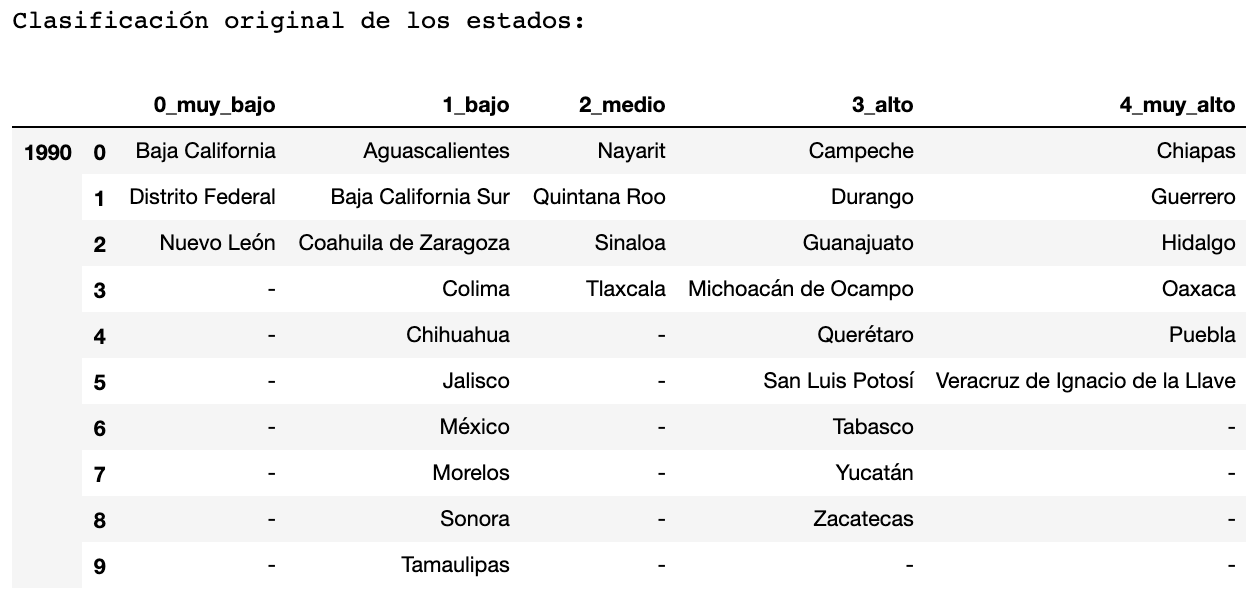 Clasificación original de los estados:
0_muy_bajo 1_bajo 2_medio 3_alto 4_muy_alto
1990 0 Baja California Aguascalientes Nayarit Campeche Chiapas
1 Distrito Federal Baja California Sur Quintana Roo Durango Guerrero
2 Nuevo León Coahuila de Zaragoza Sinaloa Guanajuato Hidalgo
3 - Colima Tlaxcala Michoacán de Ocampo Oaxaca
4 - Chihuahua - Querétaro Puebla
5 - Jalisco - San Luis Potosí Veracruz de Ignacio de la Llave
6 - México - Tabasco -
7 - Morelos - Yucatán -
8 - Sonora - Zacatecas -
9 - Tamaulipas - - -